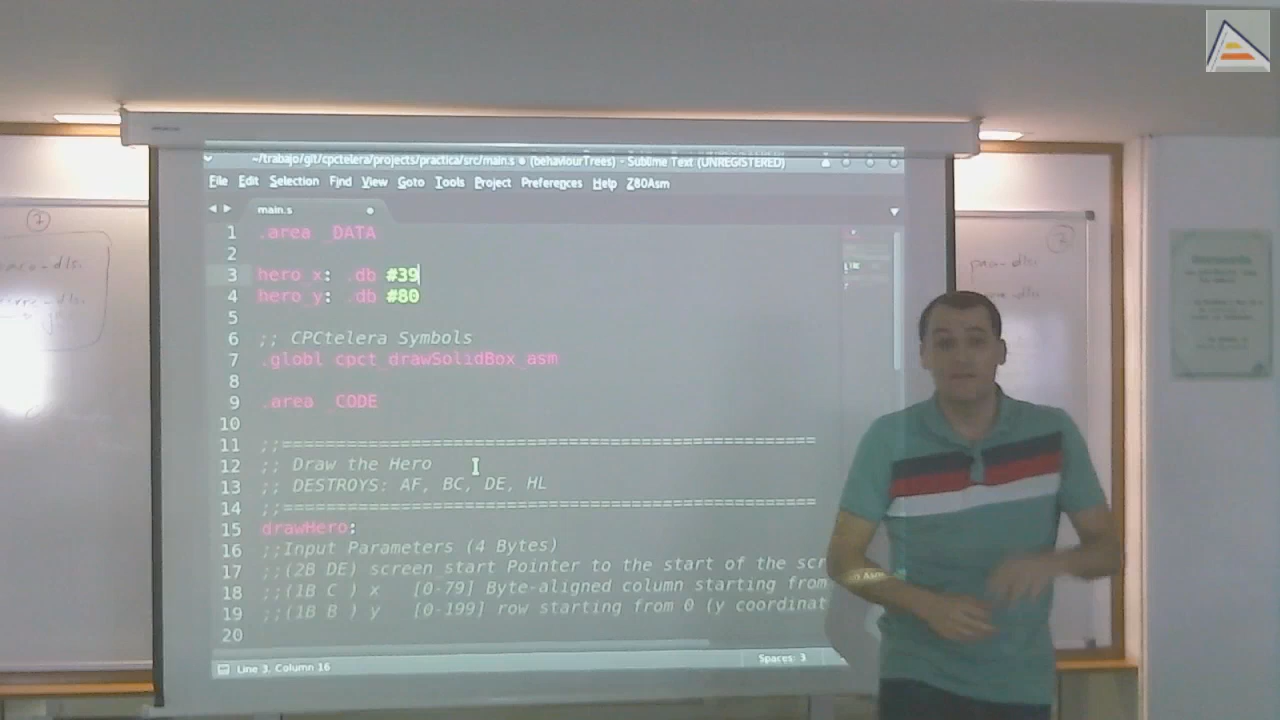 ~/trabajo/git/cpctelera/projects/practica/src/main.s • (behaviourTrees) - Sublime Text (UNREGISTERED)
File Edit Selection Find View Goto Tools Project Preferences Help Z80Asm
main.s
1 .area _DATA
2
3 hero_x: .db #39
4 hero_y: .db #80
5
6 ;; CPCtelera Symbols
7 .globl cpct_drawSolidBox_asm
8
9 .area _CODE
10
11 ;;==================================================
12 ;; Draw the Hero
13 ;; DESTROYS: AF, BC, DE, HL
14 ;;==================================================
15 drawHero:
16 ;;Input Parameters (4 Bytes)
17 ;;(2B DE) screen_start Pointer to the start of the scr
18 ;;(1B C ) x [0-79] Byte-aligned column starting from
19 ;;(1B B ) y [0-199] row starting from 0 (y coordinat
20
Line 3, Column 16
Spaces: 3